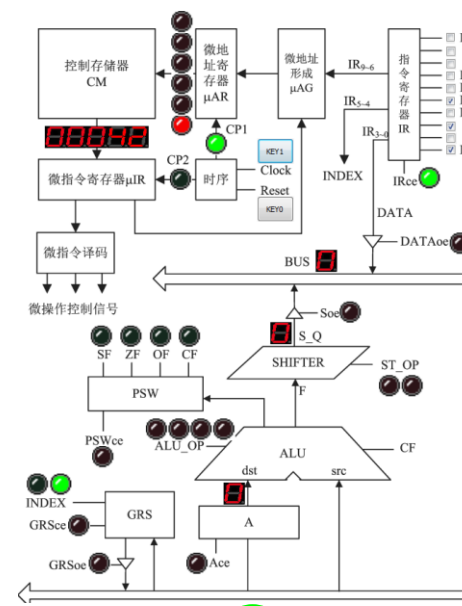 控制存储器
CM
微地址寄存器
μAR
微地址
形成
μAG
IR9~6
指令寄存器
IR
IR5~4
IR3~0
CP1
KEY1
CP2
Clock
微指令寄存器μIR
时序
INDEX
IRce
Reset
KEY0
DATA
微指令译码
BUS
DATAoe
微操作控制信号
Soe
S_Q
SF ZF OF CF
SHIFTER
ST_OP
PSW
F
PSWce
ALU_OP
ALU
CF
dst src
INDEX
GRS
A
GRSce
GRSoe
Ace